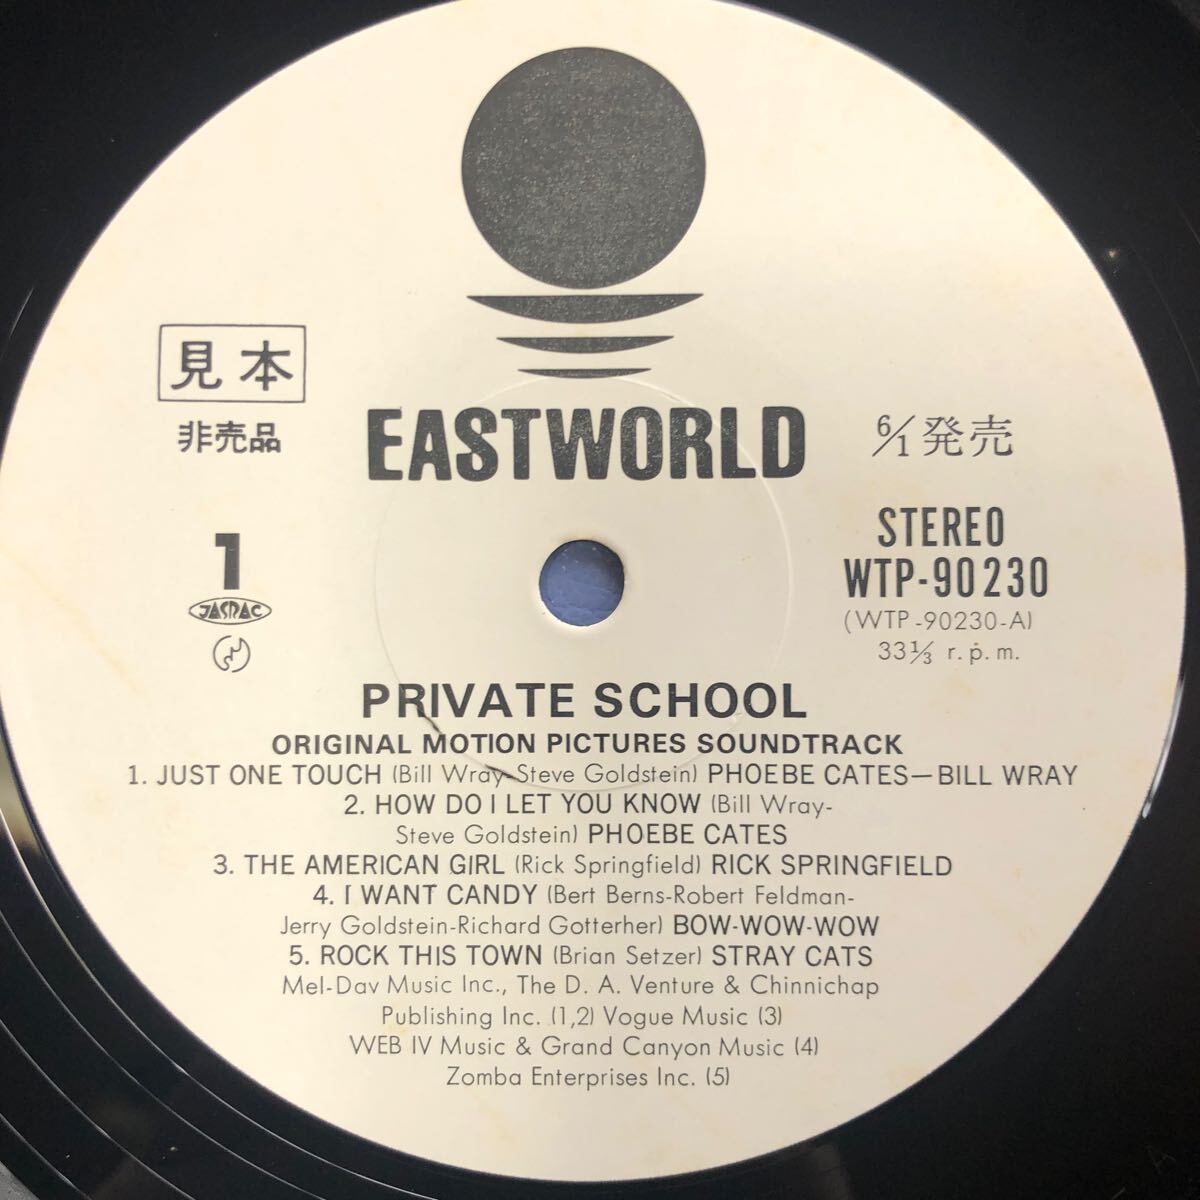 見本
非売品
EASTWORLD
6/1発売
1
JASRAC
STEREO
WTP-90230
(WTP-90230-A)
33⅓ r.p.m.
PRIVATE SCHOOL
ORIGINAL MOTION PICTURES SOUNDTRACK
1. JUST ONE TOUCH (Bill Wray-Steve Goldstein) PHOEBE CATES—BILL WRAY
2. HOW DO I LET YOU KNOW (Bill Wray-
Steve Goldstein) PHOEBE CATES
3. THE AMERICAN GIRL (Rick Springfield) RICK SPRINGFIELD
4. I WANT CANDY (Bert Berns-Robert Feldman-
Jerry Goldstein-Richard Gotterher) BOW-WOW-WOW
5. ROCK THIS TOWN (Brian Setzer) STRAY CATS
Mel-Dav Music Inc., The D. A. Venture & Chinnichap
Publishing Inc. (1,2) Vogue Music (3)
WEB IV Music & Grand Canyon Music (4)
Zomba Enterprises Inc. (5)